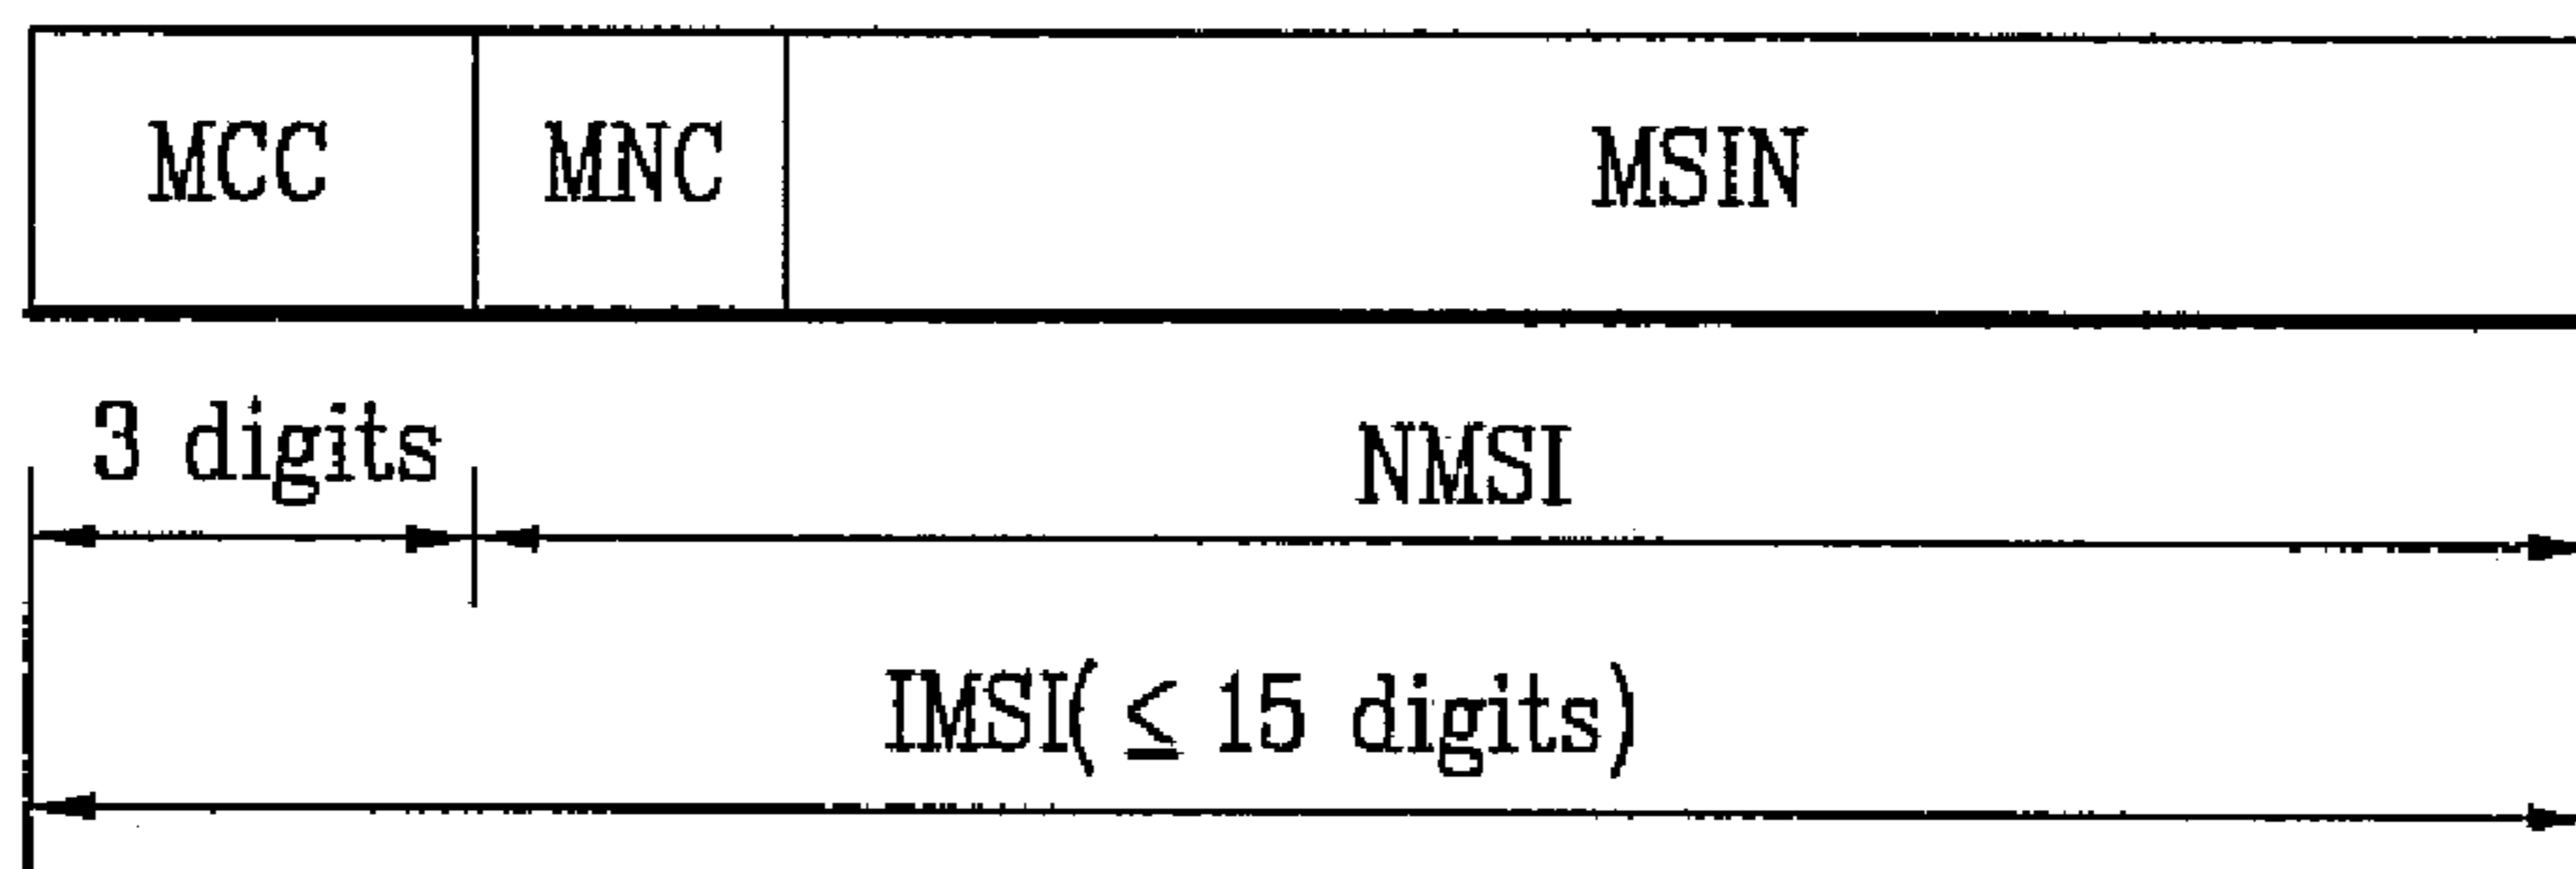 MCC MNC MSIN
3 digits NMSI
IMSI( ≤ 15 digits)